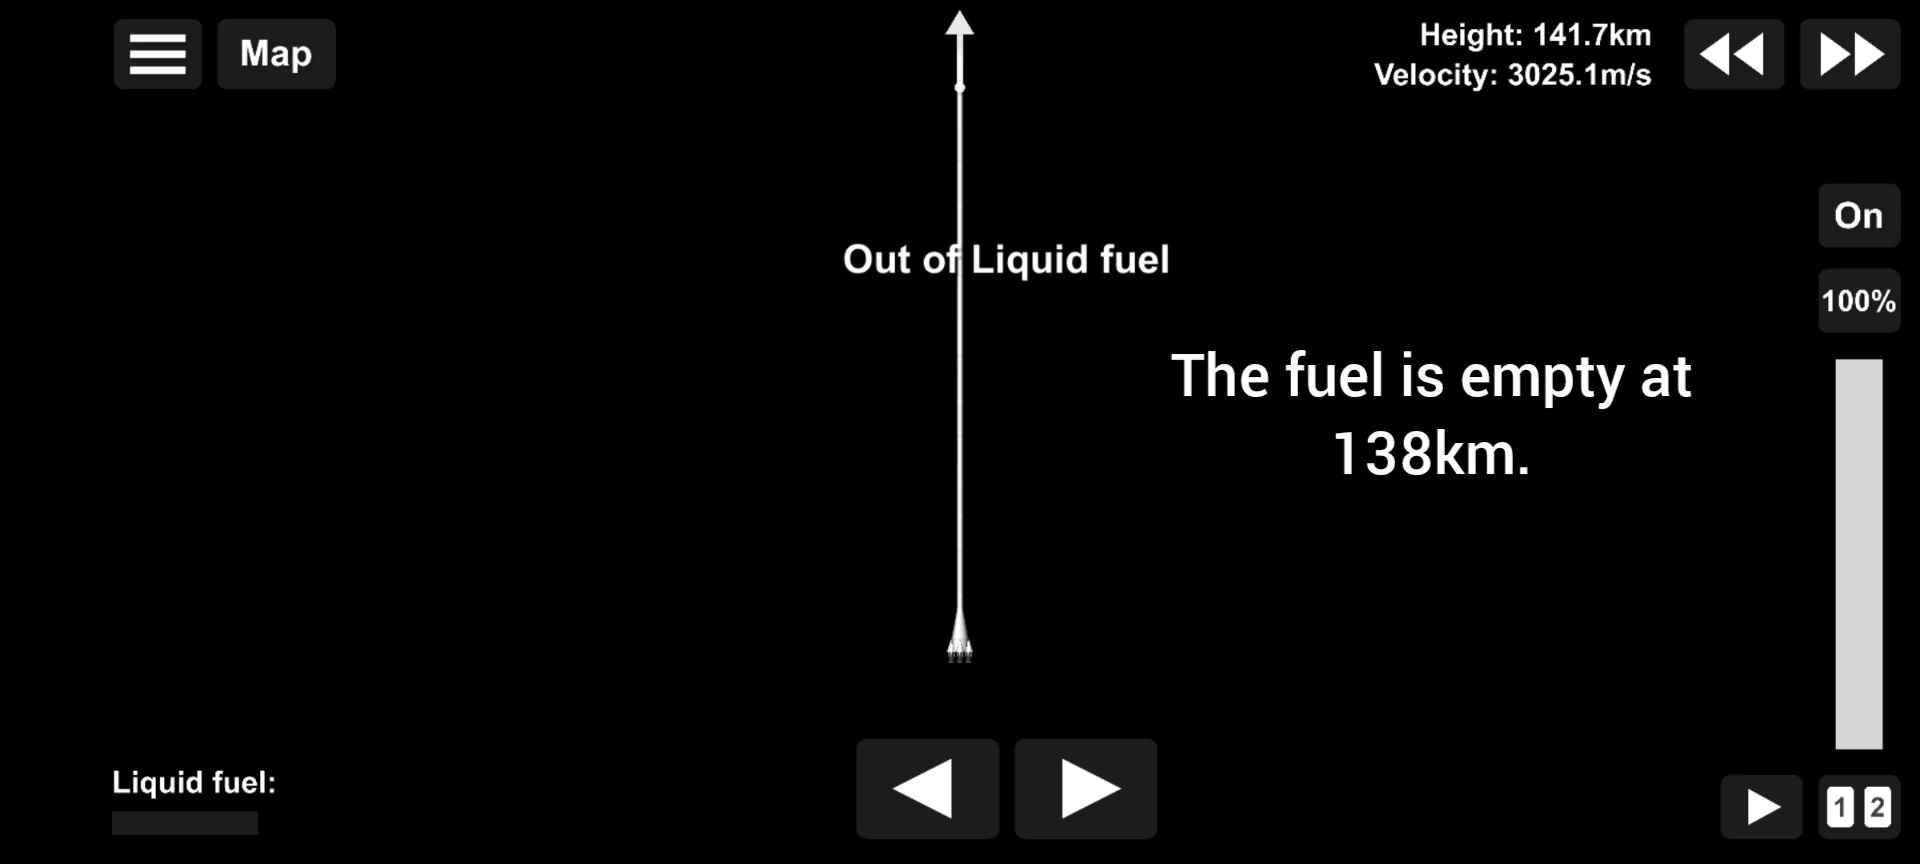 Map
Height: 141.7km
Velocity: 3025.1m/s
On
Out of Liquid fuel
100%
The fuel is empty at
138km.
Liquid fuel:
1 2